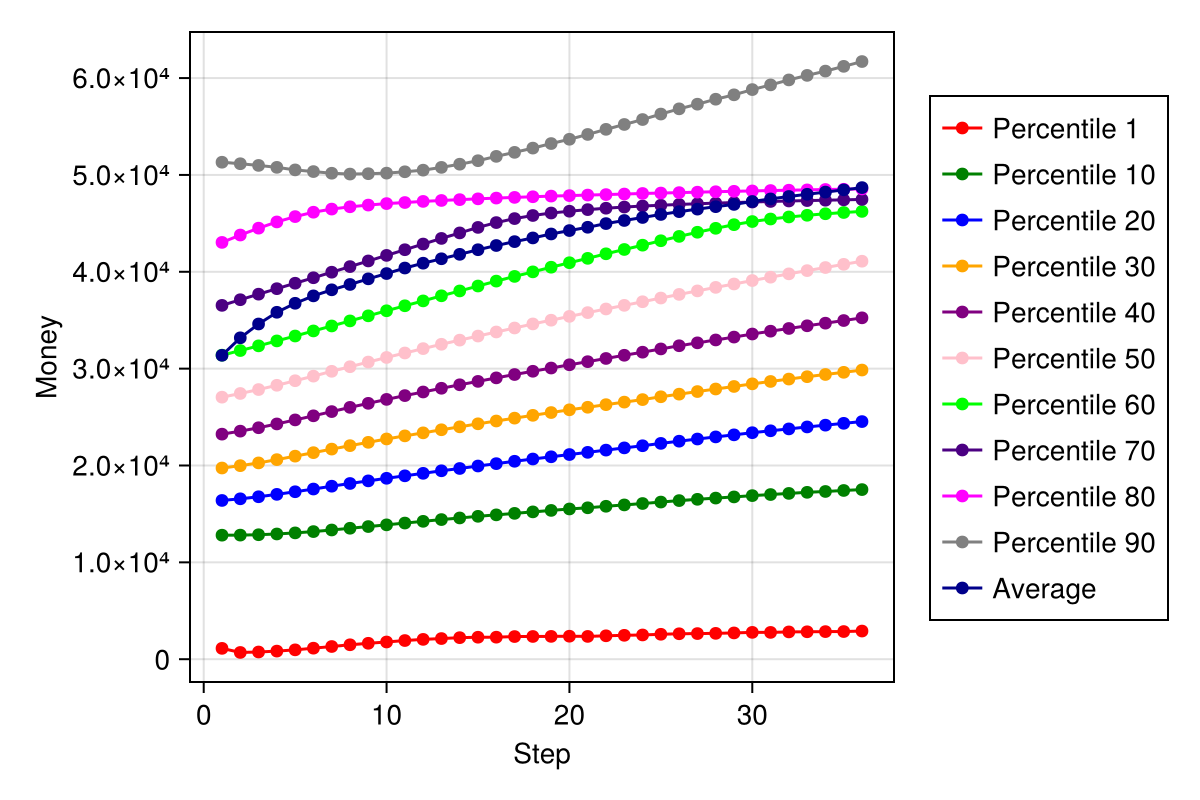 6.0×10⁴
5.0×10⁴
4.0×10⁴
3.0×10⁴
2.0×10⁴
1.0×10⁴
0
Money
0 10 20 30
Step
Percentile 1
Percentile 10
Percentile 20
Percentile 30
Percentile 40
Percentile 50
Percentile 60
Percentile 70
Percentile 80
Percentile 90
Average